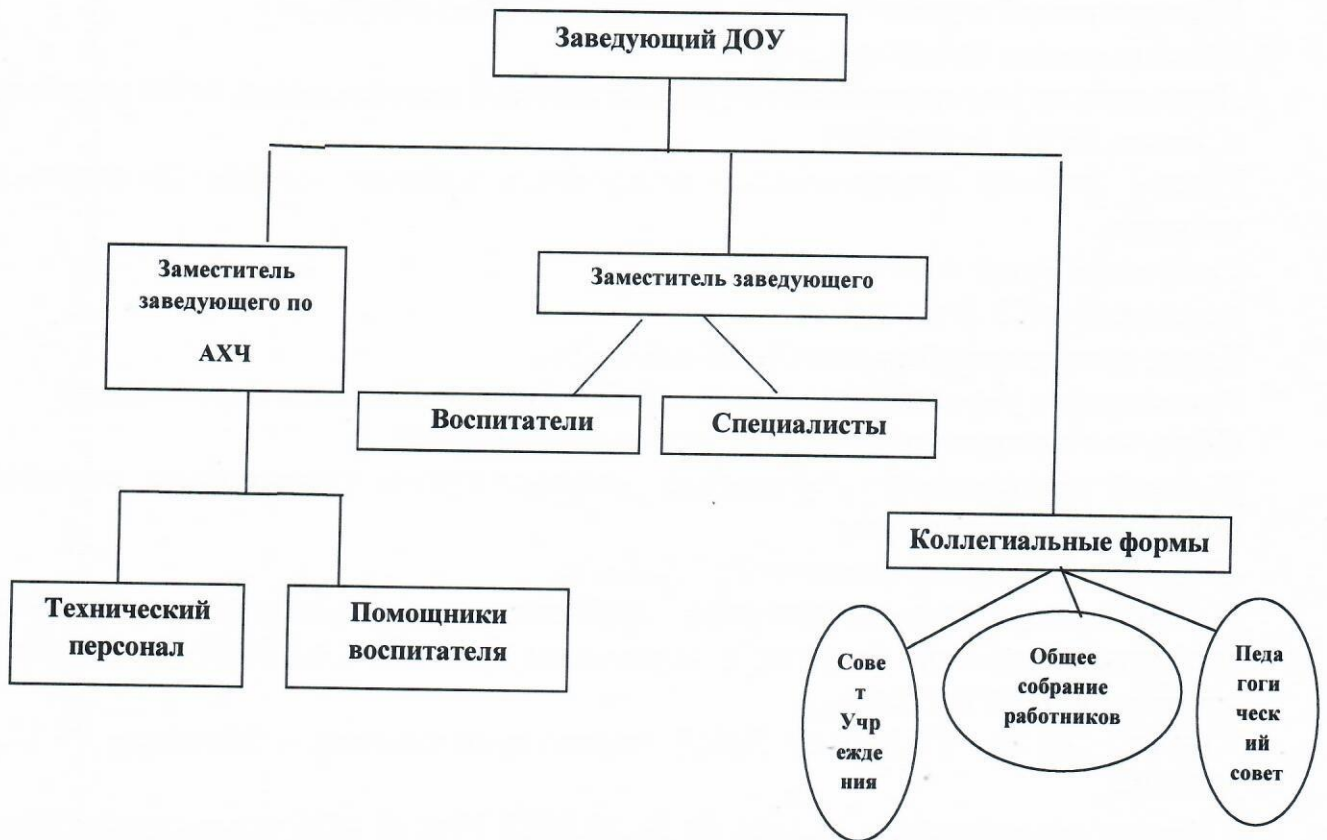 Заведующий ДОУ
Заместитель
заведующего по
АХЧ
Заместитель заведующего
Воспитатели
Специалисты
Коллегиальные формы
Технический
персонал
Помощники
воспитателя
Сове
т
Учр
ежде
ния
Общее
собрание
работников
Педа
гоги
ческ
ий
совет